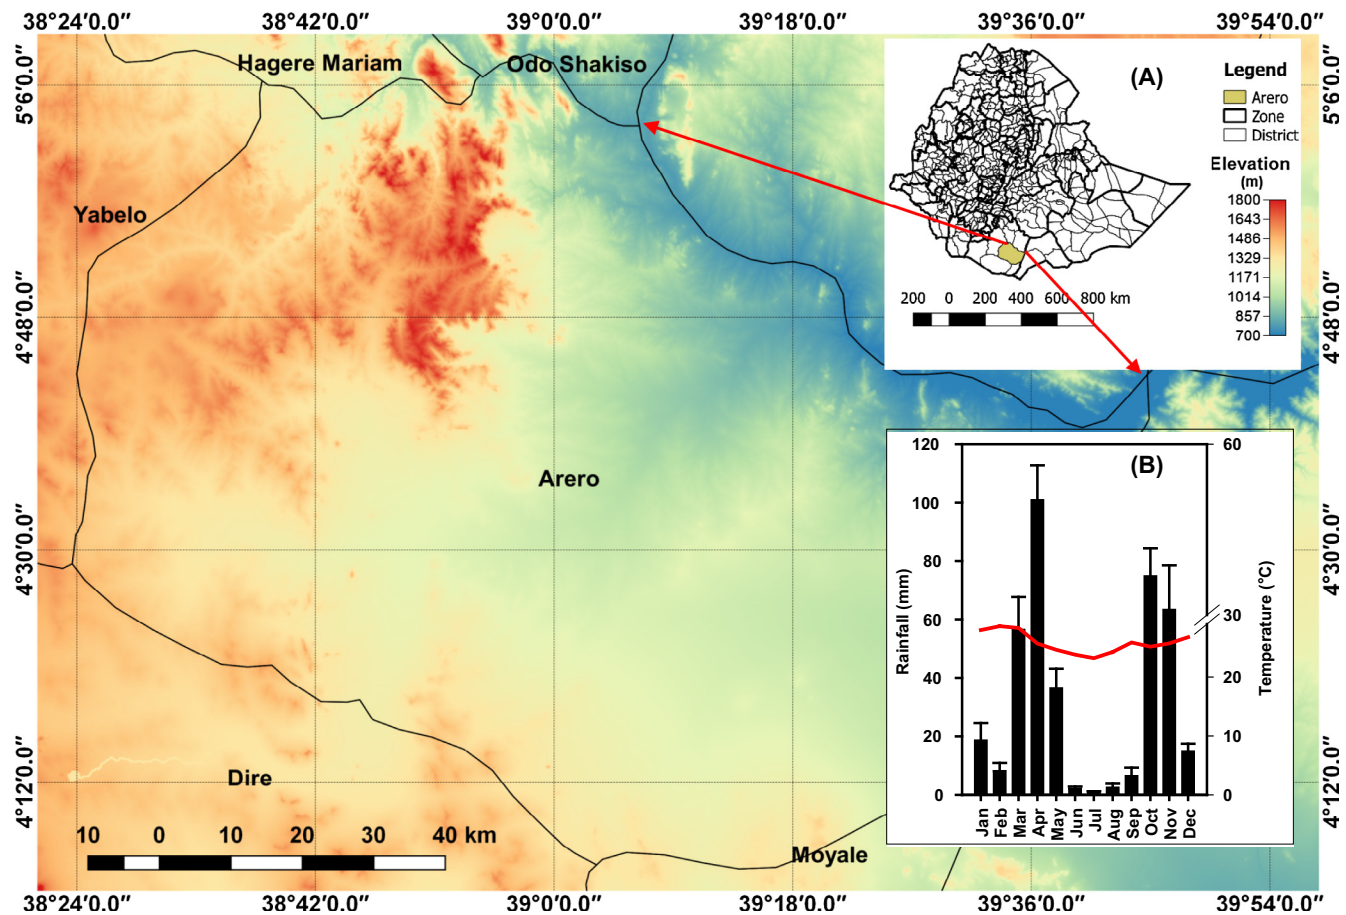 38°24′0.0″ 38°42′0.0″ 39°0′0.0″ 39°18′0.0″ 39°36′0.0″ 39°54′0.0″
5°6′0.0″
4°48′0.0″
4°30′0.0″
4°12′0.0″
Hagere Mariam
Odo Shakiso
Yabelo
Arero
Dire
Moyale
10 0 10 20 30 40 km
(A)
Legend
Arero
Zone
District
Elevation
(m)
1800
1643
1486
1329
1171
1014
857
700
200 0 200 400 600 800 km
5°6′0.0″
4°48′0.0″
4°30′0.0″
4°12′0.0″
(B)
Rainfall (mm)
120
100
80
60
40
20
0
Temperature (°C)
60
30
20
10
0
Jan Feb Mar Apr May Jun Jul Aug Sep Oct Nov Dec
38°24′0.0″ 38°42′0.0″ 39°0′0.0″ 39°18′0.0″ 39°36′0.0″ 39°54′0.0″